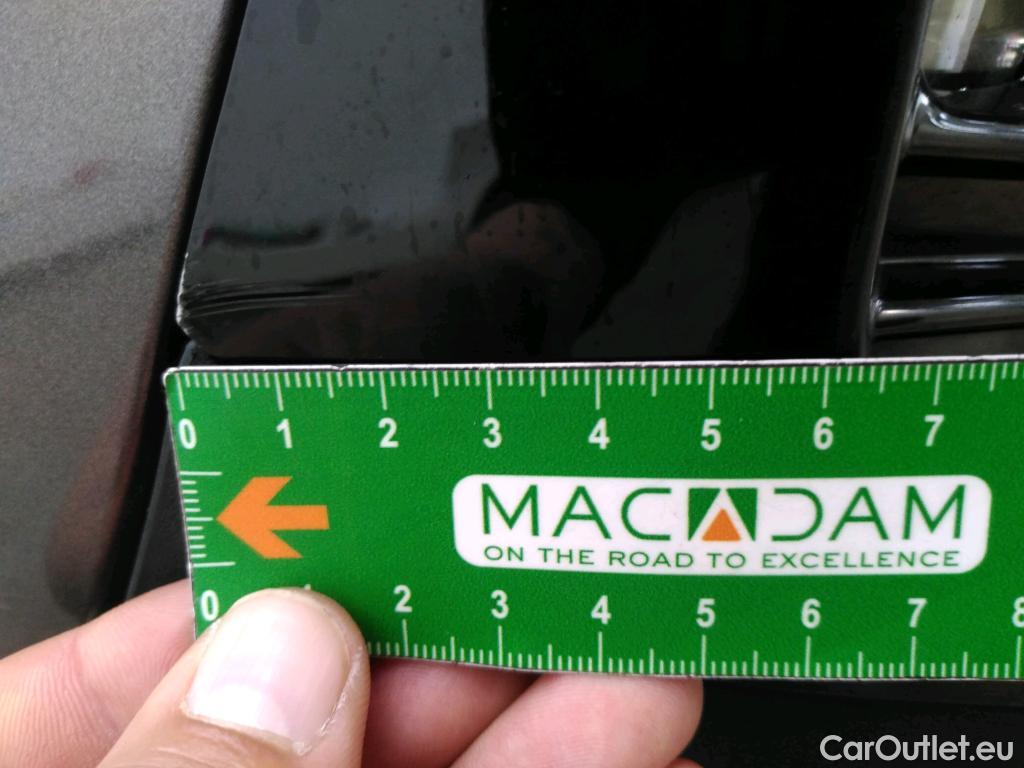 0 1 2 3 4 5 6 7
MACADAM
ON THE ROAD TO EXCELLENCE
0 1 2 3 4 5 6 7 8
CarOutlet.eu